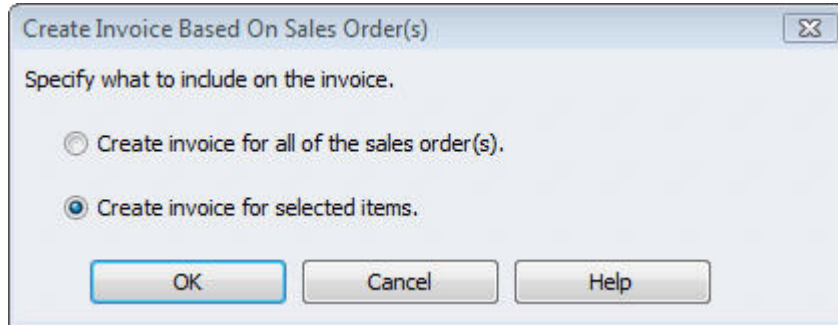 Create Invoice Based On Sales Order(s)
Specify what to include on the invoice.
Create invoice for all of the sales order(s).
Create invoice for selected items.
OK Cancel Help